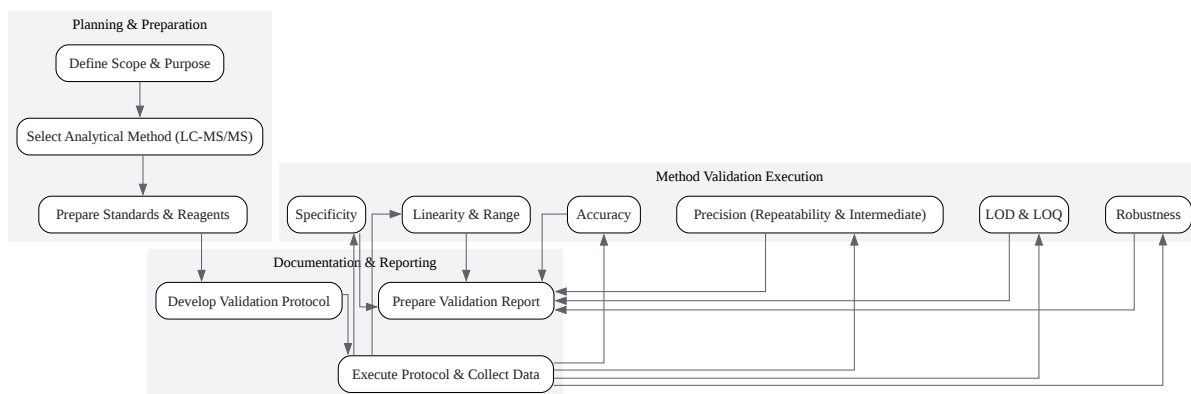 Planning & Preparation
Define Scope & Purpose
Select Analytical Method (LC-MS/MS)
Prepare Standards & Reagents
Method Validation Execution
Specificity
Linearity & Range
Accuracy
Precision (Repeatability & Intermediate)
LOD & LOQ
Robustness
Documentation & Reporting
Develop Validation Protocol
Prepare Validation Report
Execute Protocol & Collect Data